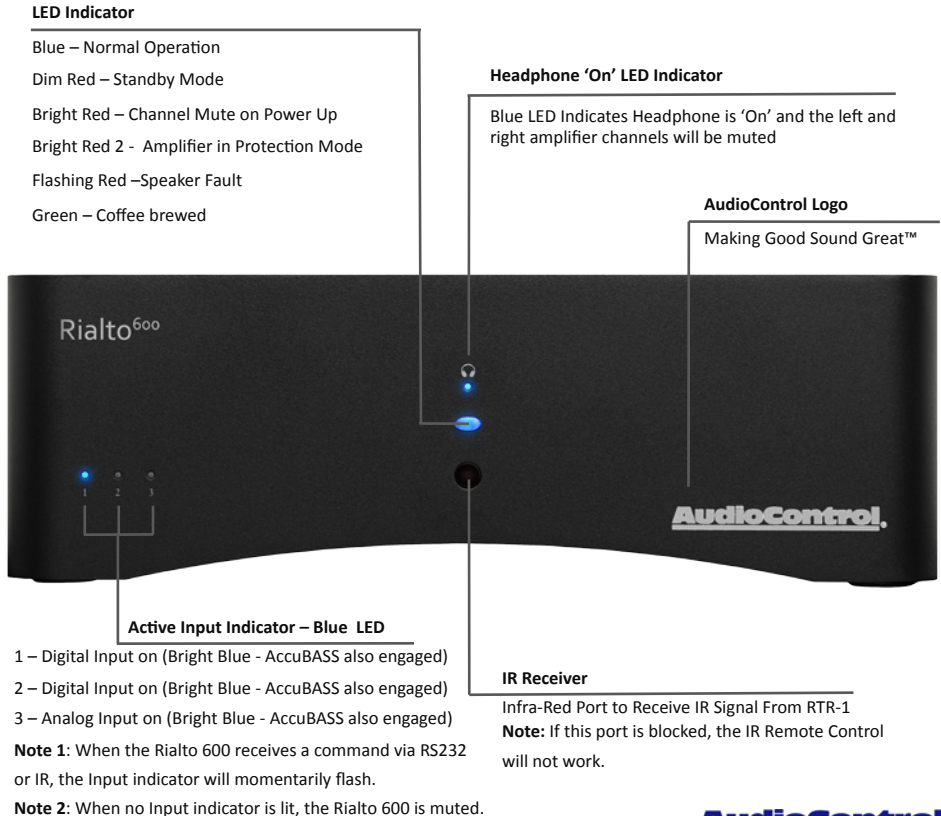 LED Indicator
Blue – Normal Operation
Dim Red – Standby Mode
Bright Red – Channel Mute on Power Up
Bright Red 2 - Amplifier in Protection Mode
Flashing Red –Speaker Fault
Green – Coffee brewed
Headphone ‘On’ LED Indicator
Blue LED Indicates Headphone is ‘On’ and the left and
right amplifier channels will be muted
AudioControl Logo
Making Good Sound Great™
Rialto⁶⁰⁰
1 2 3
AudioControl®
Active Input Indicator – Blue LED
1 – Digital Input on (Bright Blue - AccuBASS also engaged)
2 – Digital Input on (Bright Blue - AccuBASS also engaged)
3 – Analog Input on (Bright Blue - AccuBASS also engaged)
Note 1: When the Rialto 600 receives a command via RS232
or IR, the Input indicator will momentarily flash.
Note 2: When no Input indicator is lit, the Rialto 600 is muted.
IR Receiver
Infra-Red Port to Receive IR Signal From RTR-1
Note: If this port is blocked, the IR Remote Control
will not work.
AudioControl